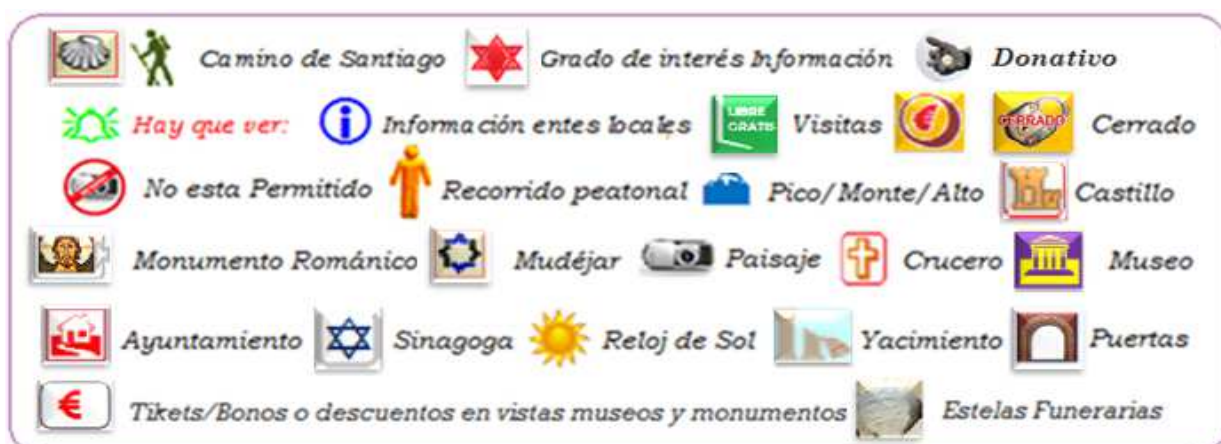 Camino de Santiago Grado de interés Información Donativo
Hay que ver: i Información entes locales LIBRE GRATIS Visitas € CERRADO Cerrado
No esta Permitido Recorrido peatonal Pico/Monte/Alto Castillo
Monumento Románico Mudéjar Paisaje Crucero Museo
Ayuntamiento Sinagoga Reloj de Sol Yacimiento Puertas
€ Tikets/Bonos o descuentos en vistas museos y monumentos Estelas Funerarias